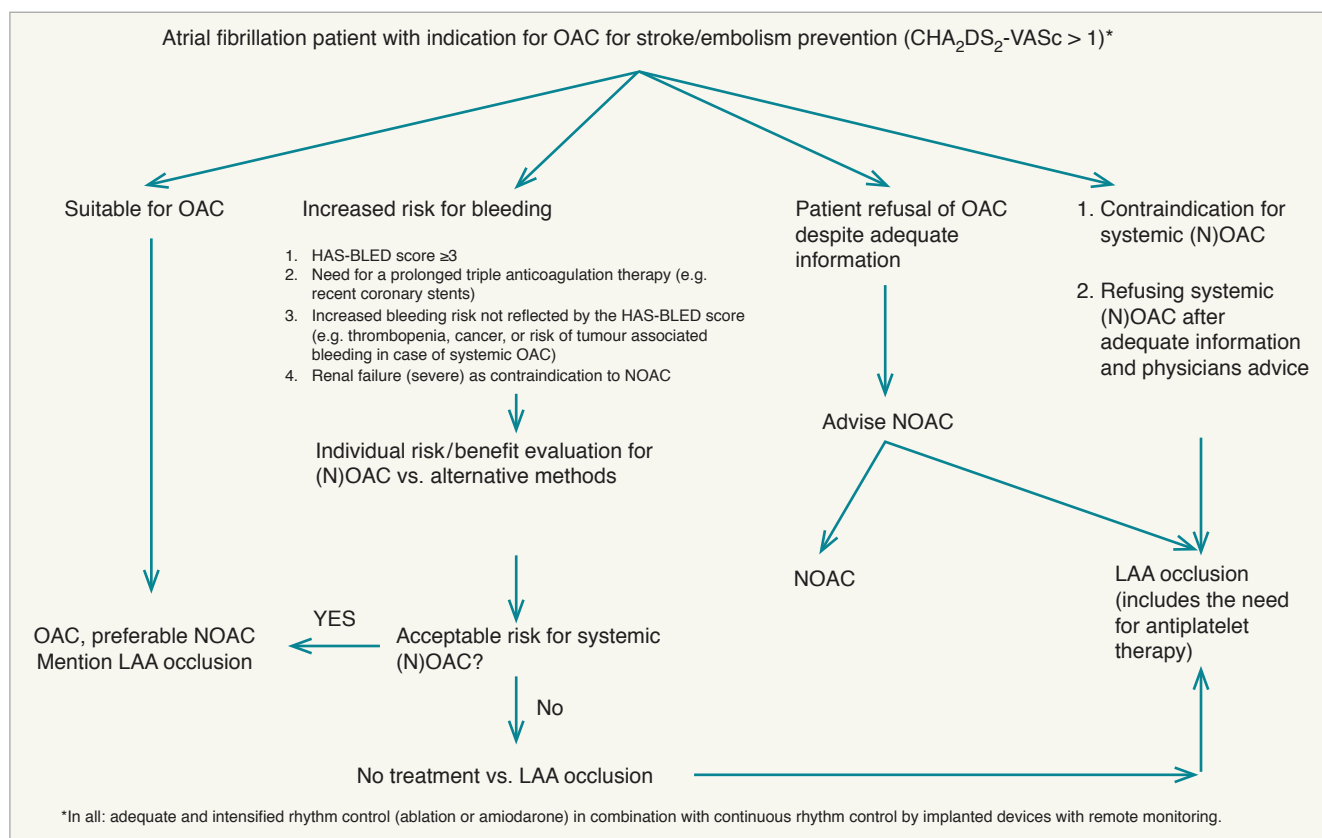 Atrial fibrillation patient with indication for OAC for stroke/embolism prevention (CHA₂DS₂-VASc > 1)*
Suitable for OAC
Increased risk for bleeding
1. HAS-BLED score ≥3
2. Need for a prolonged triple anticoagulation therapy (e.g.
recent coronary stents)
3. Increased bleeding risk not reflected by the HAS-BLED score
(e.g. thrombopenia, cancer, or risk of tumour associated
bleeding in case of systemic OAC)
4. Renal failure (severe) as contraindication to NOAC
Patient refusal of OAC
despite adequate
information
1. Contraindication for
systemic (N)OAC
2. Refusing systemic
(N)OAC after
adequate information
and physicians advice
Individual risk/benefit evaluation for
(N)OAC vs. alternative methods
Advise NOAC
NOAC
LAA occlusion
(includes the need
for antiplatelet
therapy)
OAC, preferable NOAC
Mention LAA occlusion
YES
Acceptable risk for systemic
(N)OAC?
No
No treatment vs. LAA occlusion
*In all: adequate and intensified rhythm control (ablation or amiodarone) in combination with continuous rhythm control by implanted devices with remote monitoring.